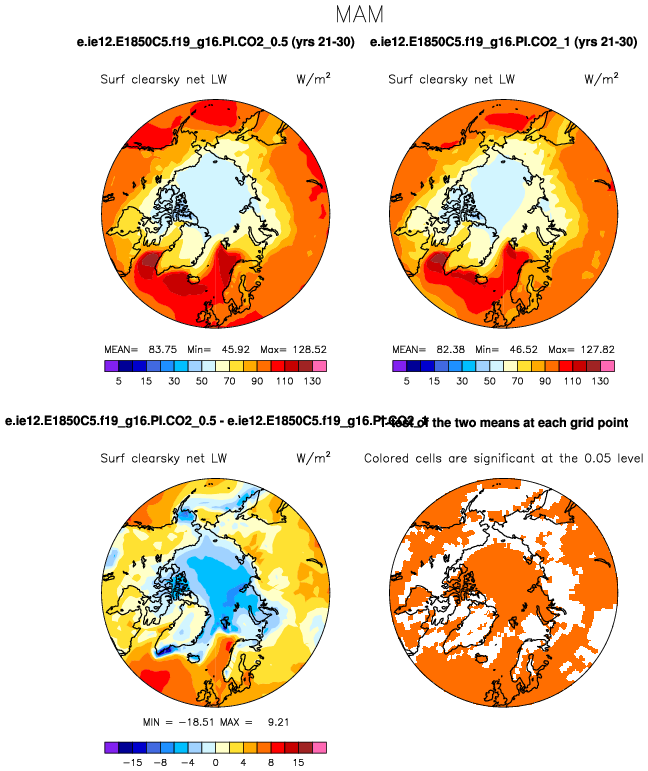 MAM
e.ie12.E1850C5.f19_g16.PI.CO2_0.5 (yrs 21-30) e.ie12.E1850C5.f19_g16.PI.CO2_1 (yrs 21-30)
Surf clearsky net LW W/m² Surf clearsky net LW W/m²
MEAN= 83.75 Min= 45.92 Max= 128.52 MEAN= 82.38 Min= 46.52 Max= 127.82
5 15 30 50 70 90 110 130 5 15 30 50 70 90 110 130
e.ie12.E1850C5.f19_g16.PI.CO2_0.5 - e.ie12.E1850C5.f19_g16.PI.CO2_1 T-test of the two means at each grid point
Surf clearsky net LW W/m² Colored cells are significant at the 0.05 level
MIN = -18.51 MAX = 9.21
-15 -8 -4 0 4 8 15